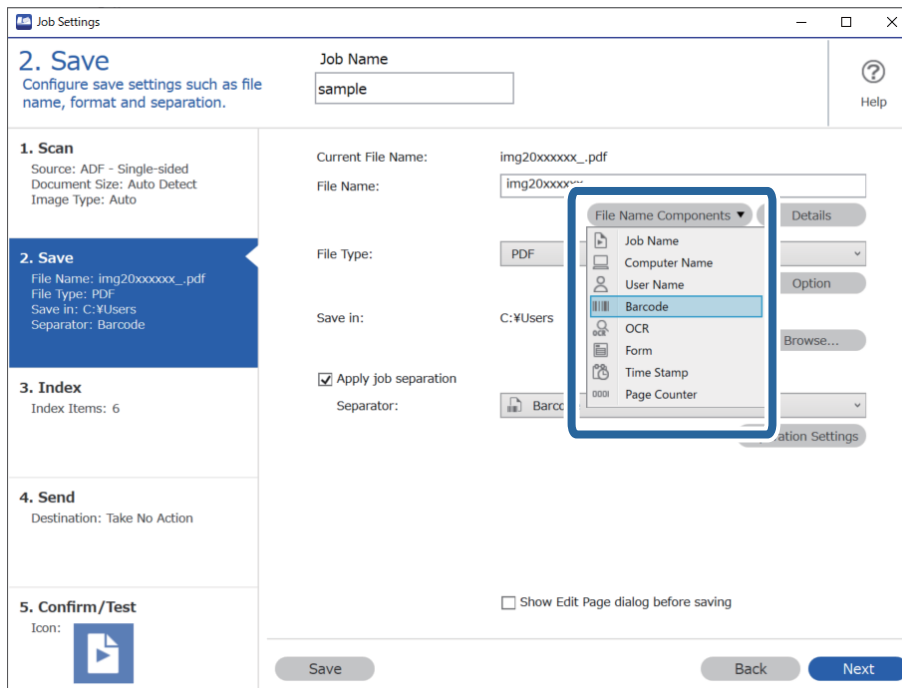 Job Settings
2. Save
Configure save settings such as file
name, format and separation.
Job Name
sample
Help
1. Scan
Source: ADF - Single-sided
Document Size: Auto Detect
Image Type: Auto
2. Save
File Name: img20xxxxxx_.pdf
File Type: PDF
Save in: C:¥Users
Separator: Barcode
3. Index
Index Items: 6
4. Send
Destination: Take No Action
5. Confirm/Test
Icon:
Current File Name: img20xxxxxx_.pdf
File Name: img20xxxxxx
File Name Components ▼ Details
Job Name
Computer Name
User Name
Barcode
OCR
OCR
Form
Time Stamp
0001 Page Counter
File Type: PDF
Option
Save in: C:¥Users
Browse...
Apply job separation
Separator:
Settings
Show Edit Page dialog before saving
Save Back Next